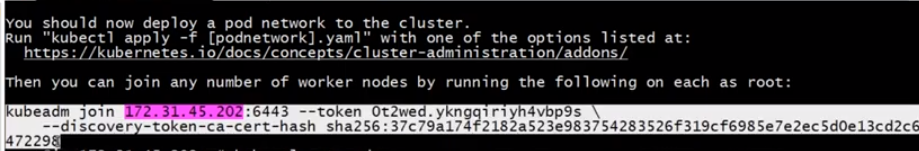 You should now deploy a pod network to the cluster.
Run "kubectl apply -f [podnetwork].yaml" with one of the options listed at:
https://kubernetes.io/docs/concepts/cluster-administration/addons/
Then you can join any number of worker nodes by running the following on each as root:
kubeadm join 172.31.45.202:6443 --token 0t2wed.ykngqiriyh4vbp9s \
--discovery-token-ca-cert-hash sha256:37c79a174f2182a523e983754283526f319cf6985e7e2ec5d0e13cd2c6
472298